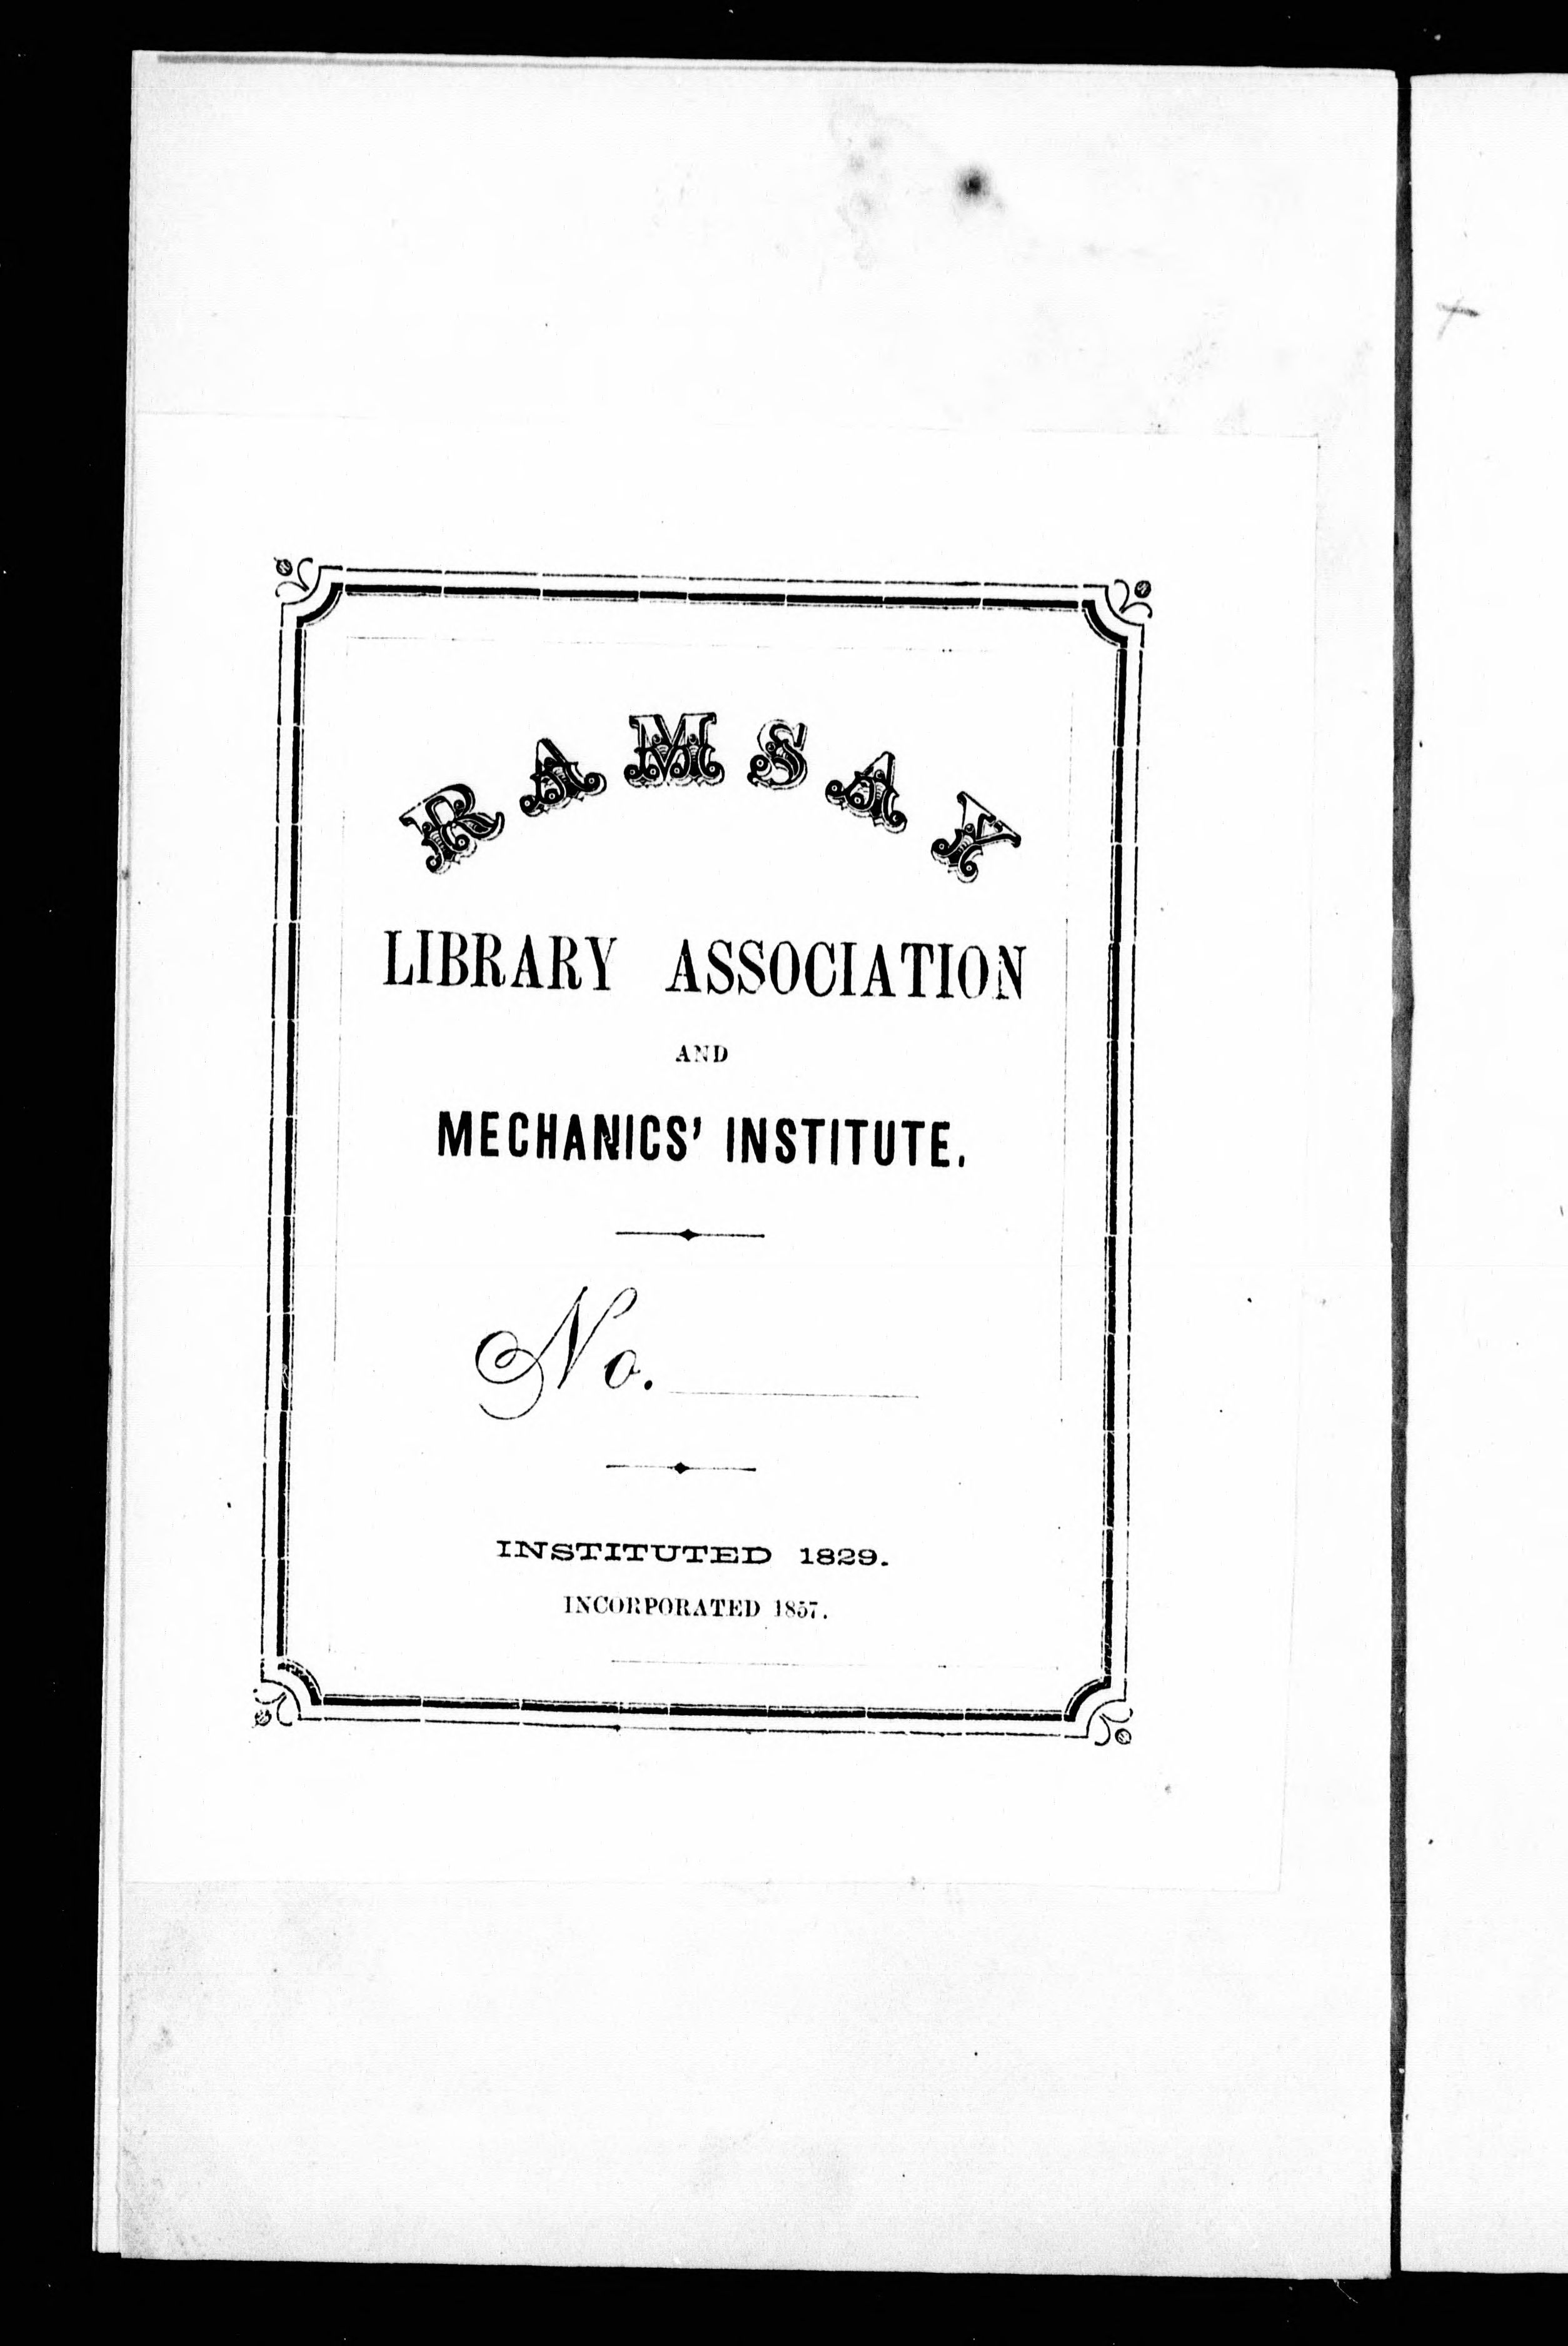 RAMSAY
LIBRARY ASSOCIATION
AND
MECHANICS' INSTITUTE.
No.
INSTITUTED 1829.
INCORPORATED 1857.